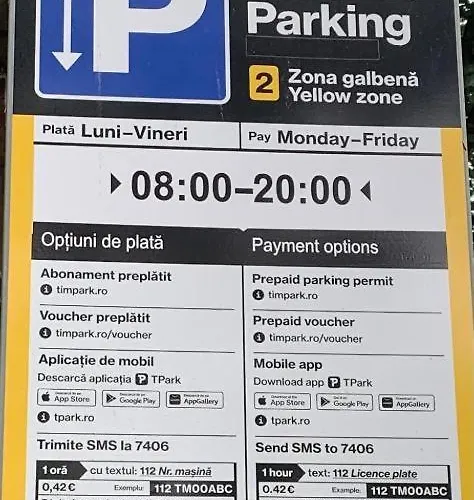 P
Parking
2 Zona galbenă
Yellow zone
Plată Luni–Vineri
Pay Monday–Friday
08:00–20:00
Opțiuni de plată
Abonament preplătit
timpark.ro
Voucher preplătit
timpark.ro/voucher
Aplicație de mobil
Descarcă aplicația P TPark
App Store
Google Play
AppGallery
tpark.ro
Trimite SMS la 7406
1 oră cu textul: 112 Nr. mașină
0,42€ Exemplu: 112 TM00ABC
Payment options
Prepaid parking permit
timpark.ro
Prepaid voucher
timpark.ro/voucher
Mobile app
Download app P TPark
App Store
Google Play
AppGallery
tpark.ro
Send SMS to 7406
1 hour text: 112 Licence plate
0.42 € Example: 112 TM00ABC